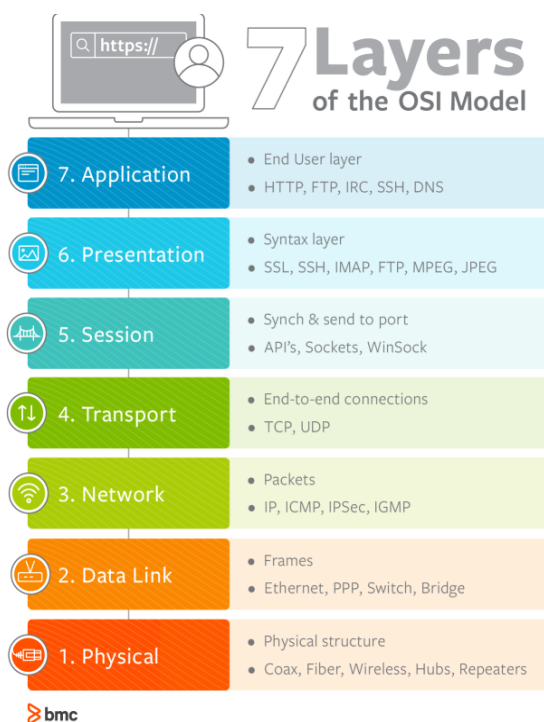 https://
7 Layers
of the OSI Model
7. Application
• End User layer
• HTTP, FTP, IRC, SSH, DNS
6. Presentation
• Syntax layer
• SSL, SSH, IMAP, FTP, MPEG, JPEG
5. Session
• Synch & send to port
• API's, Sockets, WinSock
4. Transport
• End-to-end connections
• TCP, UDP
3. Network
• Packets
• IP, ICMP, IPSec, IGMP
2. Data Link
• Frames
• Ethernet, PPP, Switch, Bridge
1. Physical
• Physical structure
• Coax, Fiber, Wireless, Hubs, Repeaters
bmc